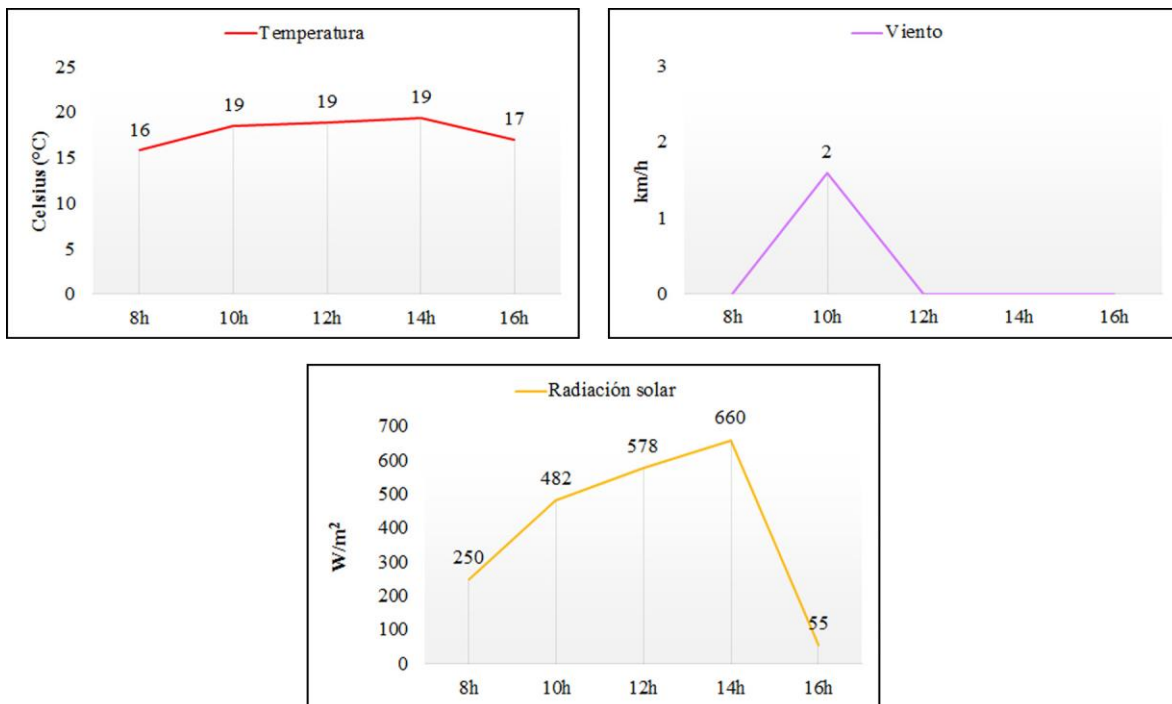 Temperatura
Celsius (°C)
25
20
15
10
5
0
16
19
19
19
17
8h
10h
12h
14h
16h
Viento
km/h
3
2
1
0
2
8h
10h
12h
14h
16h
Radiación solar
W/m²
700
600
500
400
300
200
100
0
250
482
578
660
55
8h
10h
12h
14h
16h